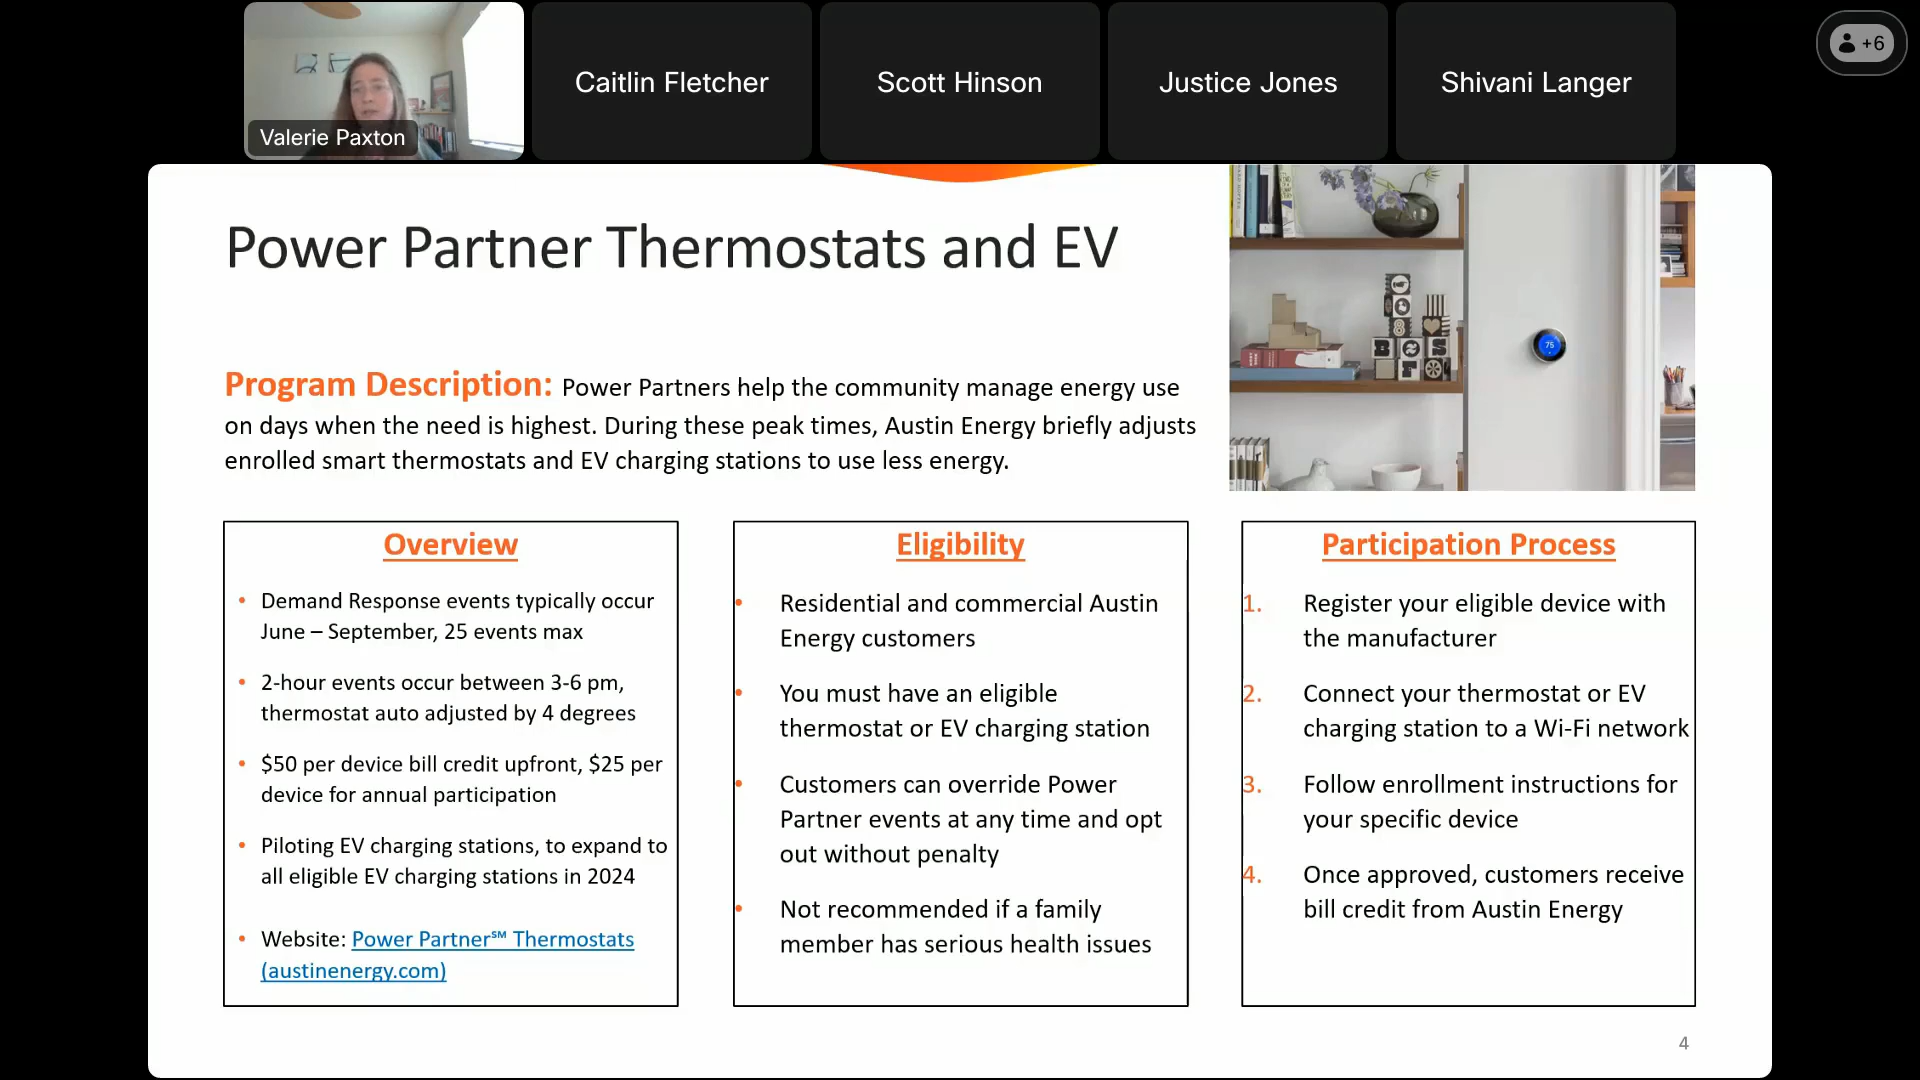 Valerie Paxton
Caitlin Fletcher
Scott Hinson
Justice Jones
Shivani Langer
+6
Power Partner Thermostats and EV
75
Program Description: Power Partners help the community manage energy use
on days when the need is highest. During these peak times, Austin Energy briefly adjusts
enrolled smart thermostats and EV charging stations to use less energy.
Overview
• Demand Response events typically occur
June – September, 25 events max
• 2-hour events occur between 3-6 pm,
thermostat auto adjusted by 4 degrees
• $50 per device bill credit upfront, $25 per
device for annual participation
• Piloting EV charging stations, to expand to
all eligible EV charging stations in 2024
• Website: Power Partner℠ Thermostats
(austinenergy.com)
Eligibility
• Residential and commercial Austin
Energy customers
• You must have an eligible
thermostat or EV charging station
• Customers can override Power
Partner events at any time and opt
out without penalty
• Not recommended if a family
member has serious health issues
Participation Process
1. Register your eligible device with
the manufacturer
2. Connect your thermostat or EV
charging station to a Wi-Fi network
3. Follow enrollment instructions for
your specific device
4. Once approved, customers receive
bill credit from Austin Energy
4